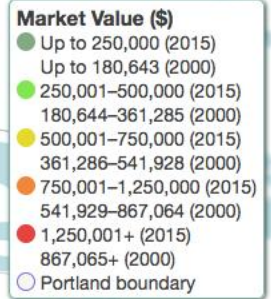 Market Value ($)
Up to 250,000 (2015)
Up to 180,643 (2000)
250,001–500,000 (2015)
180,644–361,285 (2000)
500,001–750,000 (2015)
361,286–541,928 (2000)
750,001–1,250,000 (2015)
541,929–867,064 (2000)
1,250,001+ (2015)
867,065+ (2000)
Portland boundary